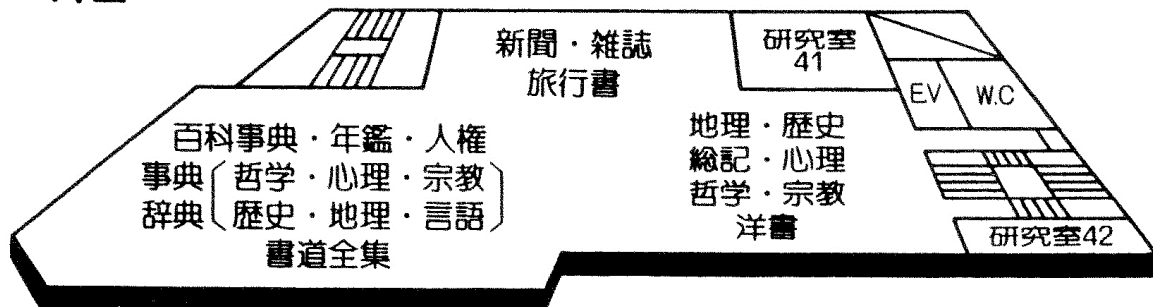 新聞・雑誌
旅行書
研究室
41
EV
W.C
百科事典・年鑑・人権
事典(哲学・心理・宗教)
辞典(歴史・地理・言語)
書道全集
地理・歴史
総記・心理
哲学・宗教
洋書
研究室42